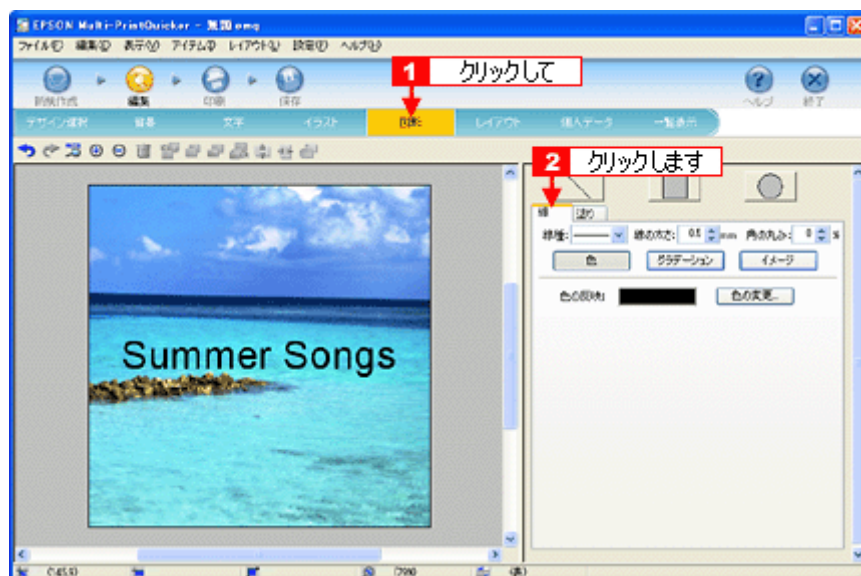 EPSON Multi-PrintQuicker - 無題.emq
ファイル(F) 編集(E) 表示(V) アイテム(I) レイアウト(L) 設定(T) ヘルプ(H)
1 クリックして
新規作成 編集 印刷 保存 ヘルプ 終了
デザイン選択 背景 文字 イラスト 図形 レイアウト 個人データ 一覧表示
2 クリックします
線 塗り
線種: 線の太さ: 0.5 mm 角の丸み: 0 %
色 グラデーション イメージ
色の変更...
Summer Songs